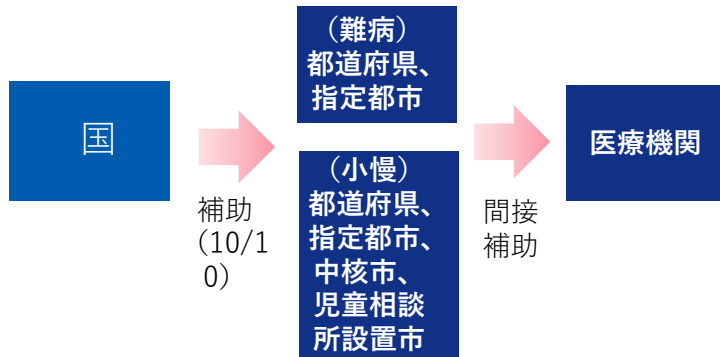 国
補助
(10/1
0)
（難病）
都道府県、
指定都市
（小慢）
都道府県、
指定都市、
中核市、
児童相談
所設置市
間接
補助
医療機関